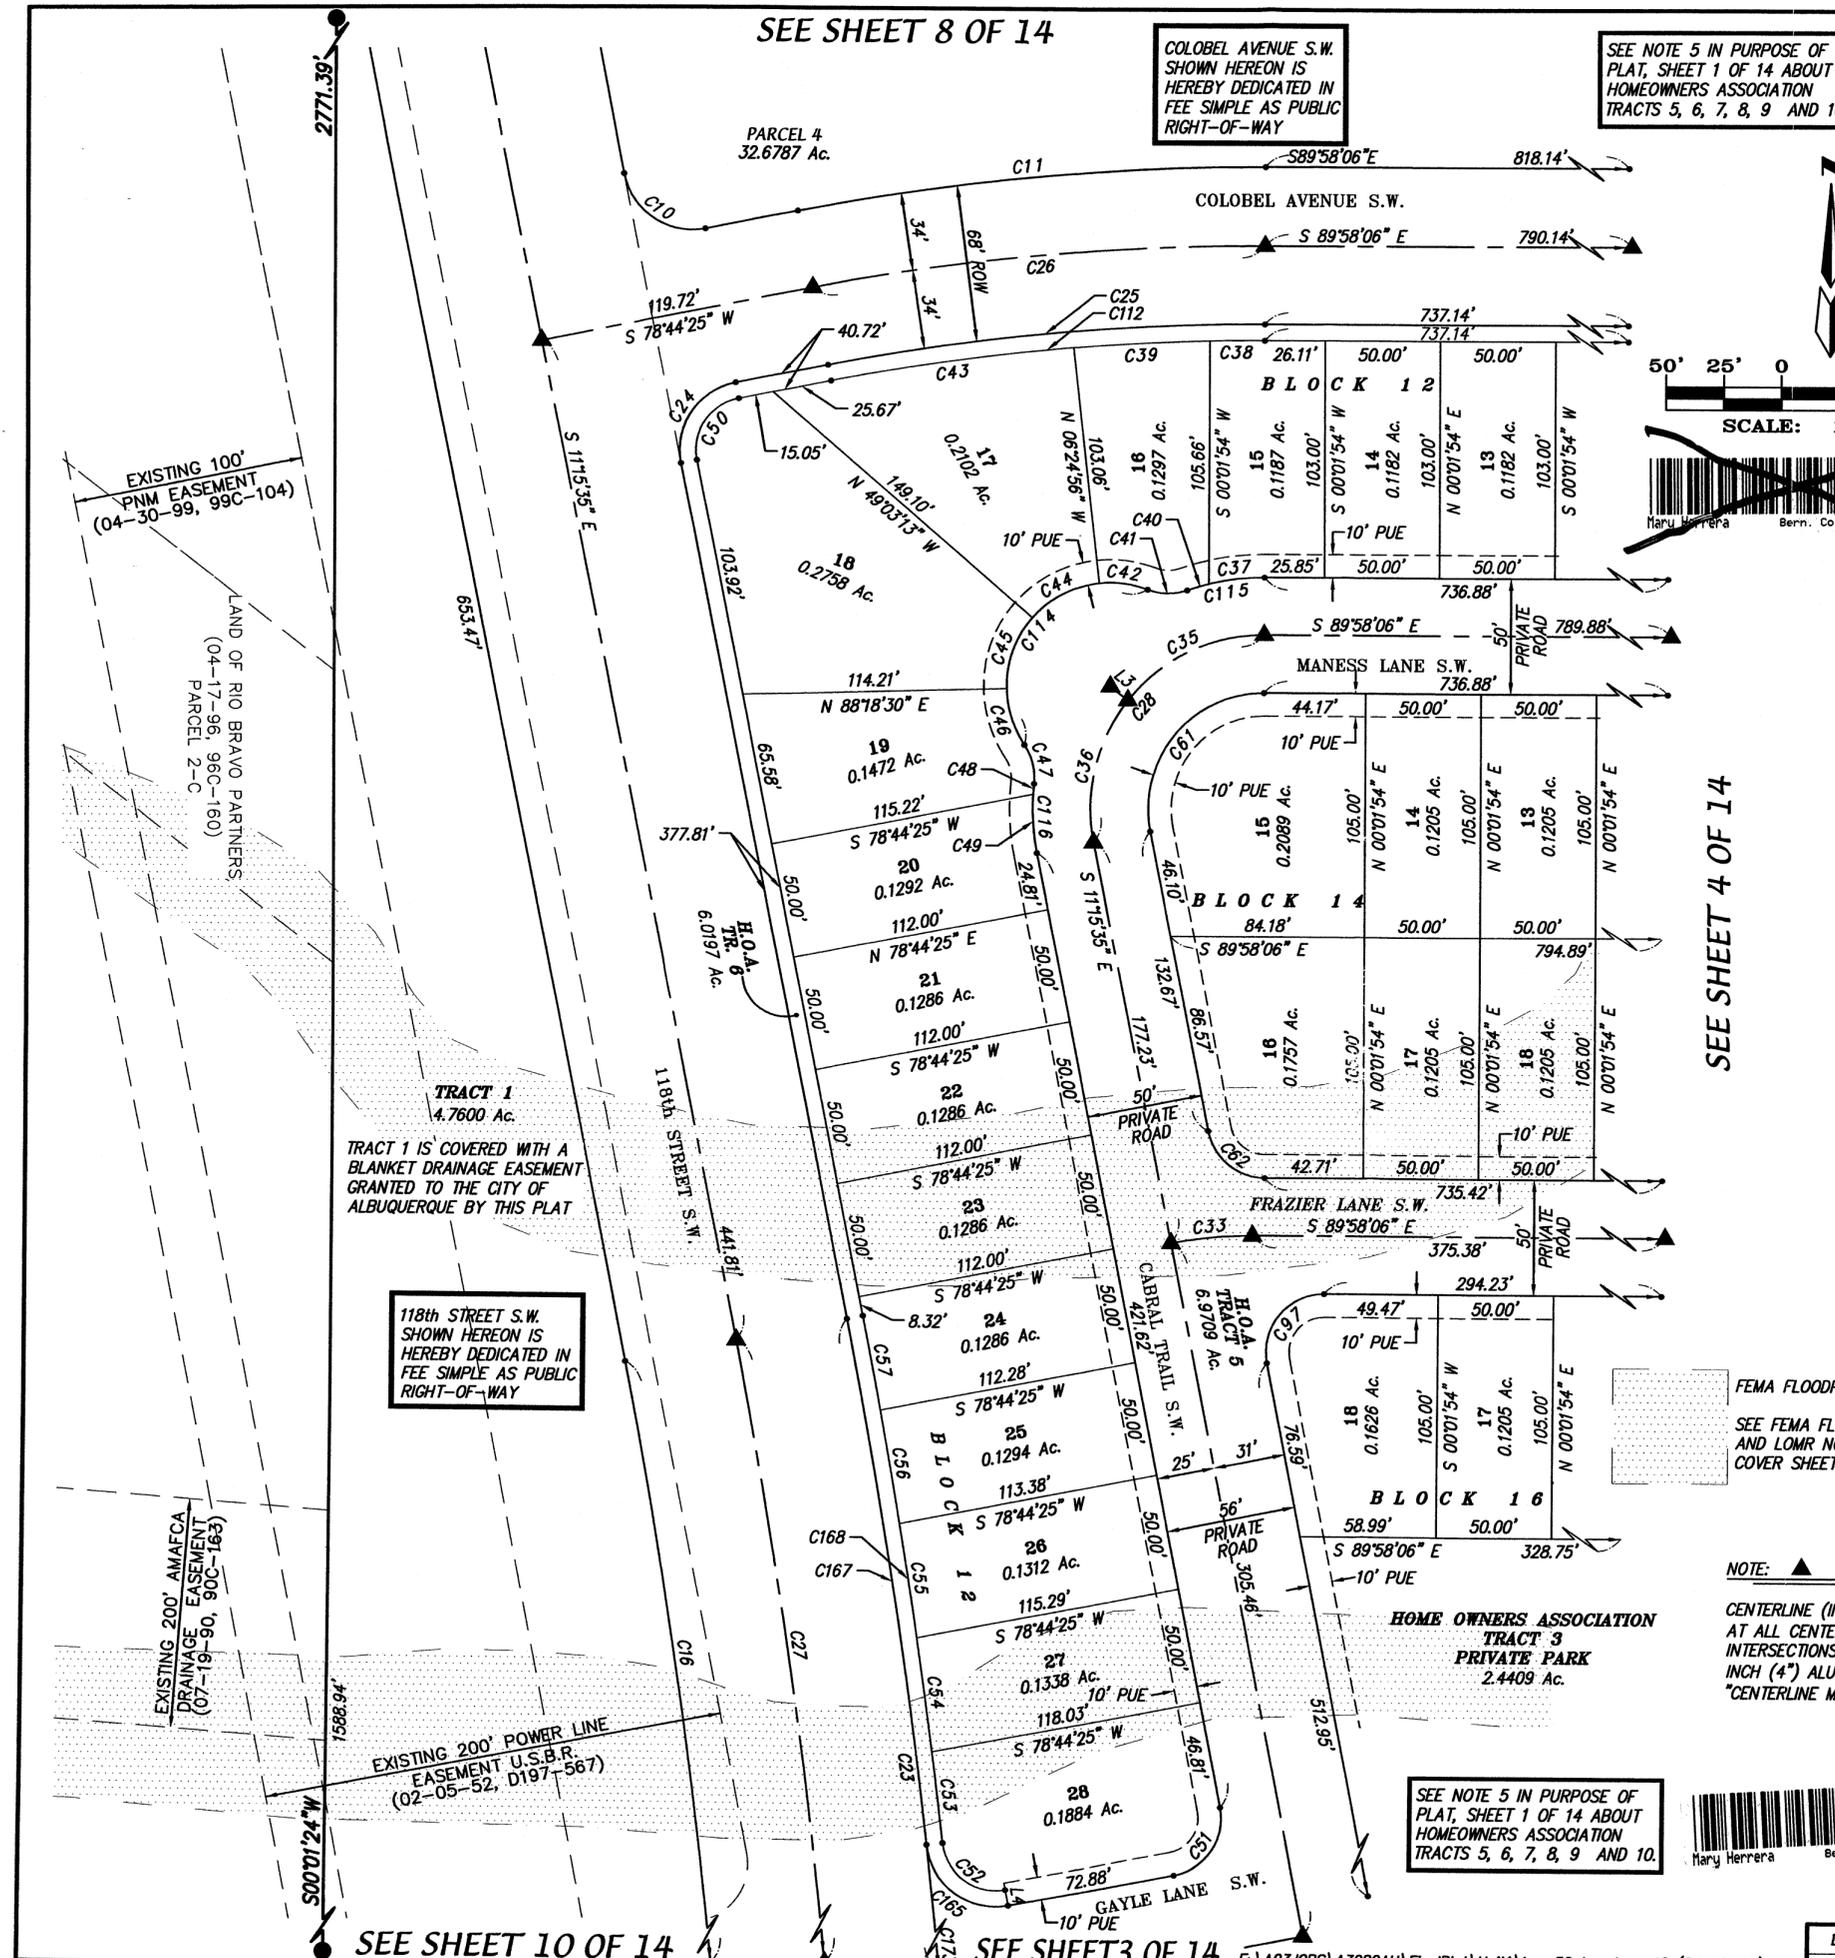 SEE SHEET 8 OF 14
COLOBEL AVENUE S.W.
SHOWN HEREON IS
HEREBY DEDICATED IN
FEE SIMPLE AS PUBLIC
RIGHT-OF-WAY
SEE NOTE 5 IN PURPOSE OF
PLAT, SHEET 1 OF 14 ABOUT
HOMEOWNERS ASSOCIATION
TRACTS 5, 6, 7, 8, 9 AND
2771.39'
PARCEL 4
32.6787 Ac.
C10
C11
S89°58'06"E
818.14'
COLOBEL AVENUE S.W.
S 89°58'06" E
790.14'
34'
68' ROW
34'
C26
119.72'
S 78°44'25" W
40.72'
C25
C112
737.14'
737.14'
C24
C50
C43
25.67'
15.05'
C39
C38
26.11'
50.00'
50.00'
BLOCK 12
50' 25' 0
SCALE:
Mary Herrera
Bern. Co
17
0.2102 Ac.
N 06°24'56" W
103.06'
16
0.1297 Ac.
105.66'
S 00°01'54" W
15
0.1187 Ac.
103.00'
S 00°01'54" W
14
0.1182 Ac.
103.00'
N 00°01'54" E
13
0.1182 Ac.
103.00'
S 00°01'54" W
149.10'
N 49°03'13" W
EXISTING 100'
PNM EASEMENT
(04-30-99, 99C-104)
S 11°15'35" E
103.92'
18
0.2758 Ac.
10' PUE
C40
C41
C42
C44
C37
C115
25.85'
50.00'
50.00'
10' PUE
736.88'
C45
C114
C35
S 89°58'06" E
789.88'
50'
PRIVATE
ROAD
MANESS LANE S.W.
736.88'
L3
C28
LAND OF RIO BRAVO PARTNERS
(04-17-96, 96C-160)
PARCEL 2-C
653.47'
114.21'
N 88°18'30" E
C46
44.17'
50.00'
50.00'
10' PUE
C61
10' PUE
19
0.1472 Ac.
65.58'
C48
C47
C36
115.22'
S 78°44'25" W
C116
C49
15
0.2089 Ac.
105.00'
N 00°01'54" E
14
0.1205 Ac.
105.00'
N 00°01'54" E
13
0.1205 Ac.
105.00'
N 00°01'54" E
377.81'
20
0.1292 Ac.
50.00'
24.81'
46.10'
BLOCK 14
112.00'
N 78°44'25" E
84.18'
50.00'
50.00'
S 89°58'06" E
794.89'
S 11°15'35" E
H.O.A.
TR. 6
6.0197 Ac.
21
0.1286 Ac.
50.00'
50.00'
112.00'
S 78°44'25" W
132.67'
86.57'
177.23'
16
0.1757 Ac.
105.00'
N 00°01'54" E
17
0.1205 Ac.
105.00'
N 00°01'54" E
18
0.1205 Ac.
105.00'
N 00°01'54" E
SEE SHEET 4 OF 14
TRACT 1
4.7600 Ac.
TRACT 1 IS COVERED WITH A
BLANKET DRAINAGE EASEMENT
GRANTED TO THE CITY OF
ALBUQUERQUE BY THIS PLAT
118th STREET S.W.
22
0.1286 Ac.
50.00'
50.00'
112.00'
S 78°44'25" W
50'
PRIVATE
ROAD
10' PUE
C62
42.71'
50.00'
50.00'
735.42'
FRAZIER LANE S.W.
23
0.1286 Ac.
50.00'
50.00'
112.00'
S 78°44'25" W
C33
S 89°58'06" E
375.38'
50'
PRIVATE
ROAD
441.81'
8.32'
24
0.1286 Ac.
50.00'
421.62'
CABRAL TRAIL S.W.
H.O.A.
TRACT 5
6.9709 Ac.
294.23'
49.47'
50.00'
10' PUE
C97
118th STREET S.W.
SHOWN HEREON IS
HEREBY DEDICATED IN
FEE SIMPLE AS PUBLIC
RIGHT-OF-WAY
C57
112.28'
S 78°44'25" W
25
0.1294 Ac.
C56
50.00'
BLOCK 12
113.38'
S 78°44'25" W
25'
31'
76.59'
18
0.1626 Ac.
105.00'
S 00°01'54" W
17
0.1205 Ac.
105.00'
N 00°01'54" E
BLOCK 16
58.99'
50.00'
S 89°58'06" E
328.75'
FEMA
SEE FEMA
AND LOMR
COVER SHEET
56'
PRIVATE
ROAD
10' PUE
C168
C167
26
0.1312 Ac.
C55
50.00'
305.46'
115.29'
S 78°44'25" W
NOTE:
CENTERLINE
AT ALL
INTERSECTIONS
INCH (4")
"CENTERLINE
HOME OWNERS ASSOCIATION
TRACT 3
PRIVATE PARK
2.4409 Ac.
EXISTING 200' AMAFCA
DRAINAGE EASEMENT
(07-19-90, 90C-163)
1588.94'
C16
C27
27
0.1338 Ac.
C54
50.00'
10' PUE
118.03'
S 78°44'25" W
512.95'
EXISTING 200' POWER LINE
EASEMENT U.S.B.R.
(02-05-52, D197-567)
C23
C53
46.81'
28
0.1884 Ac.
SEE NOTE 5 IN PURPOSE OF
PLAT, SHEET 1 OF 14 ABOUT
HOMEOWNERS ASSOCIATION
TRACTS 5, 6, 7, 8, 9 AND 10.
Mary Herrera
S00°01'24"W
C52
C165
L4
72.88'
C51
GAYLE LANE S.W.
10' PUE
SEE SHEET 10 OF 14
SEE SHEET 3 OF 14